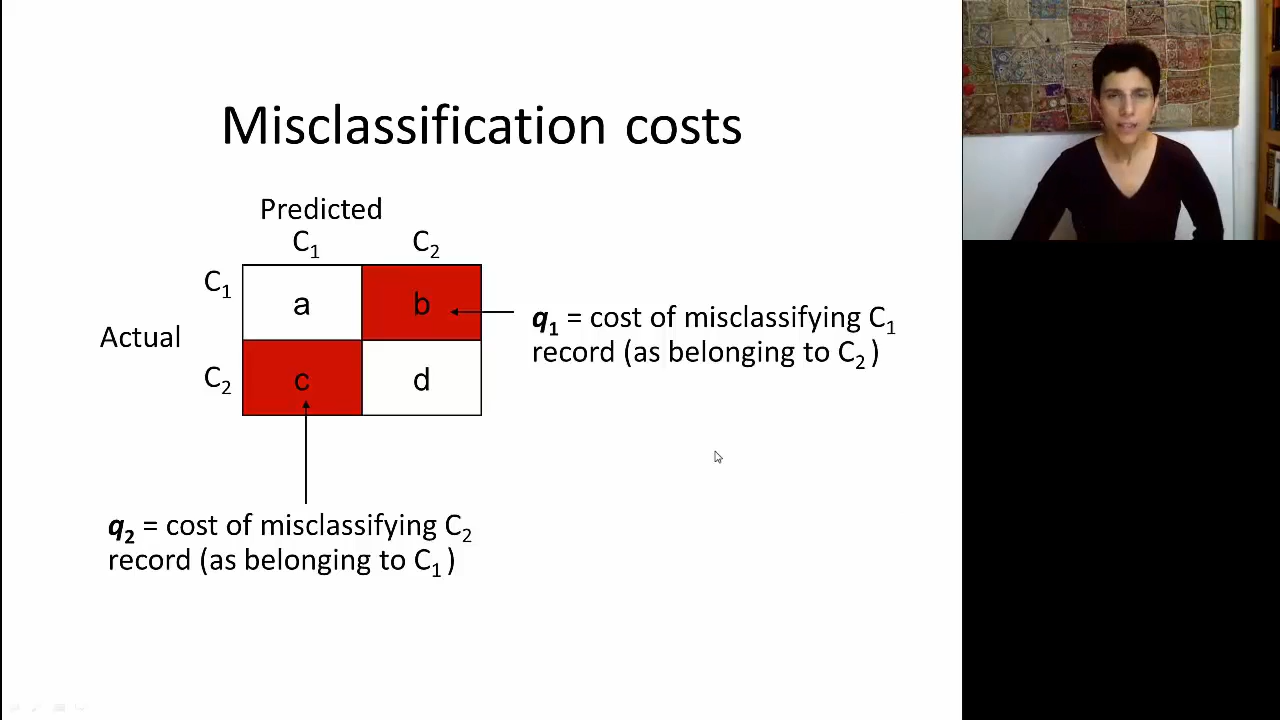 Misclassification costs
Predicted
C1 C2
C1 a b
Actual
C2 c d
q1 = cost of misclassifying C1
record (as belonging to C2 )
q2 = cost of misclassifying C2
record (as belonging to C1 )